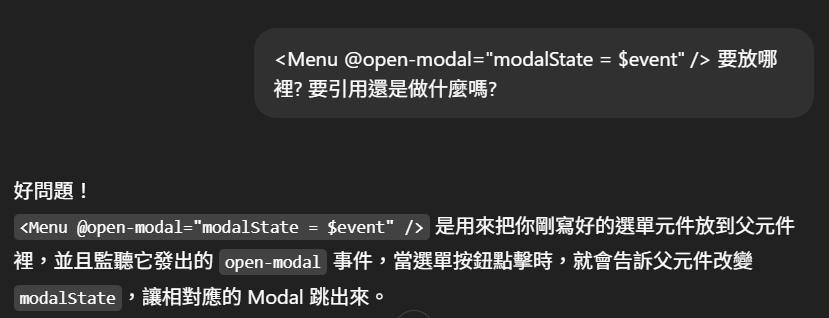 <Menu @open-modal="modalState = $event" /> 要放哪
裡? 要引用還是做什麼嗎?
好問題！
<Menu @open-modal="modalState = $event" /> 是用來把你剛寫好的選單元件放到父元件
裡，並且監聽它發出的 open-modal 事件，當選單按鈕點擊時，就會告訴父元件改變
modalState，讓相對應的 Modal 跳出來。